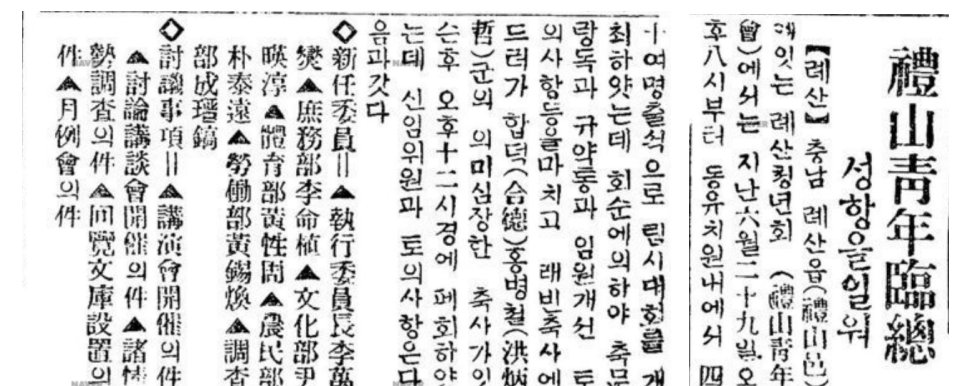 禮山靑年臨總
성항을일워
【례산】 충남 례산읍(禮山邑)
에잇는 례산청년회 (禮山靑年
會)에서는 지난六월二十九일오
후八시부터 동유치원내에서 四
十여명출석으로 림시대회를 개
최하얏는데 회순에의하야 축문
랑독과 규약통과 임원개선 토
의사항등을마치고 래빈축사에
드러가 합덕(合德)홍병철(洪炳
哲)군의 의미심장한 축사가잇
슨후 오후十二시경에 페회하얏
는데 신임위원과 토의사항은다
음과갓다
◇新任委員＝▲執行委員長李萬
燮▲庶務部李命植▲文化部尹
暎淳▲體育部黃性周▲農民部
朴泰遠▲勞働部黃錫煥▲調査
部成瑨鎬
◇討議事項＝▲講演會開催의件
▲討論講談會開催의件▲諸情
勢調査의件▲回覽文庫設置의
件▲月例會의件